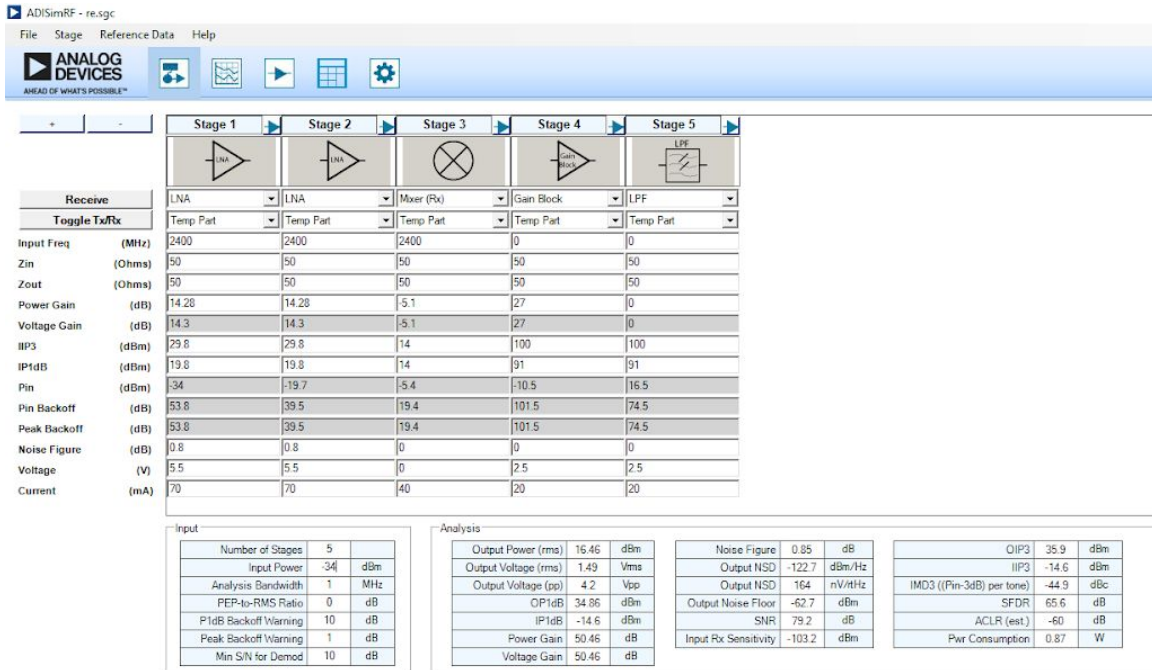 ADISimRF - re.sgc
File Stage Reference Data Help
ANALOG
DEVICES
AHEAD OF WHAT'S POSSIBLE™
+ - Stage 1 Stage 2 Stage 3 Stage 4 Stage 5
LNA LNA Gain Block LPF
Receive LNA LNA Mixer (Rx) Gain Block LPF
Toggle Tx/Rx Temp Part Temp Part Temp Part Temp Part Temp Part
Input Freq (MHz) 2400 2400 2400 0 0
Zin (Ohms) 50 50 50 50 50
Zout (Ohms) 50 50 50 50 50
Power Gain (dB) 14.28 14.28 -5.1 27 0
Voltage Gain (dB) 14.3 14.3 -5.1 27 0
IIP3 (dBm) 29.8 29.8 14 100 100
IP1dB (dBm) 19.8 19.8 14 91 91
Pin (dBm) -34 -19.7 -5.4 -10.5 16.5
Pin Backoff (dB) 53.8 39.5 19.4 101.5 74.5
Peak Backoff (dB) 53.8 39.5 19.4 101.5 74.5
Noise Figure (dB) 0.8 0.8 0 0 0
Voltage (V) 5.5 5.5 0 2.5 2.5
Current (mA) 70 70 40 20 20
Input
Number of Stages 5
Input Power -34 dBm
Analysis Bandwidth 1 MHz
PEP-to-RMS Ratio 0 dB
P1dB Backoff Warning 10 dB
Peak Backoff Warning 1 dB
Min S/N for Demod 10 dB
Analysis
Output Power (rms) 16.46 dBm
Output Voltage (rms) 1.49 Vrms
Output Voltage (pp) 4.2 Vpp
OP1dB 34.86 dBm
IP1dB -14.6 dBm
Power Gain 50.46 dB
Voltage Gain 50.46 dB
Noise Figure 0.85 dB
Output NSD -122.7 dBm/Hz
Output NSD 164 nV/rtHz
Output Noise Floor -62.7 dBm
SNR 79.2 dB
Input Rx Sensitivity -103.2 dBm
OIP3 35.9 dBm
IIP3 -14.6 dBm
IMD3 ((Pin-3dB) per tone) -44.9 dBc
SFDR 65.6 dB
ACLR (est.) -60 dB
Pwr Consumption 0.87 W